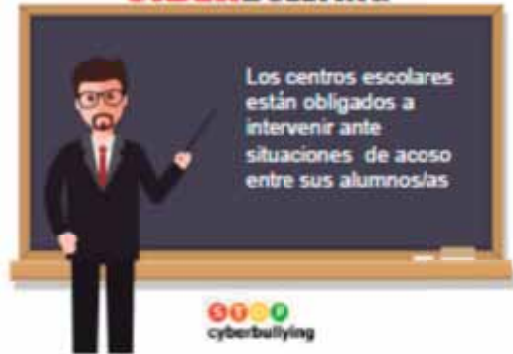 Los centros escolares
están obligados a
intervenir ante
situaciones de acoso
entre sus alumnos/as
STOP
cyberbullying